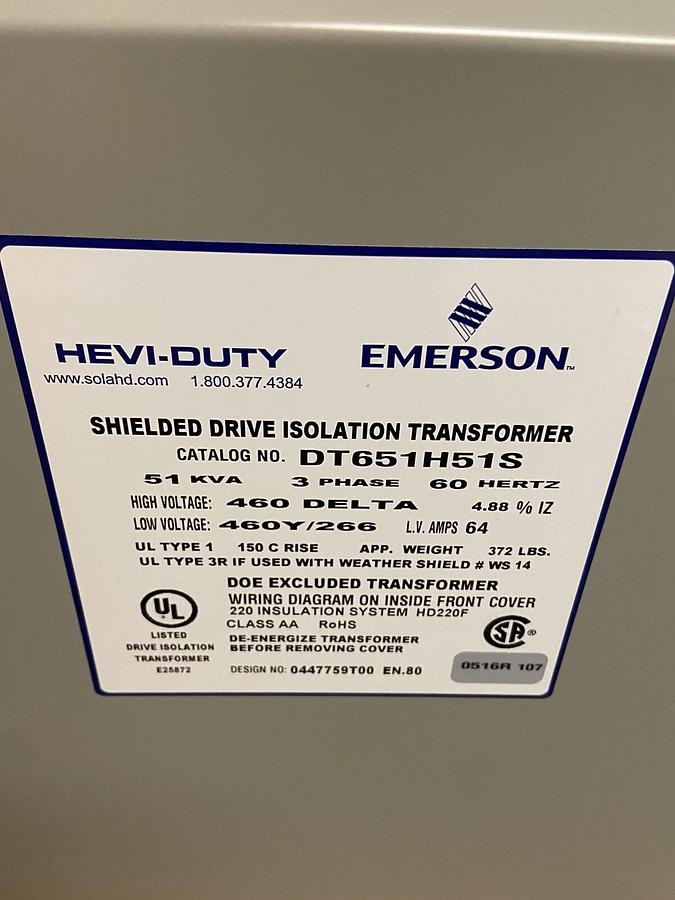 EMERSON™
HEVI-DUTY
www.solahd.com 1.800.377.4384
SHIELDED DRIVE ISOLATION TRANSFORMER
CATALOG NO. DT651H51S
51 KVA 3 PHASE 60 HERTZ
HIGH VOLTAGE: 460 DELTA 4.88 % IZ
LOW VOLTAGE: 460Y/266 L.V. AMPS 64
UL TYPE 1 150 C RISE APP. WEIGHT 372 LBS.
UL TYPE 3R IF USED WITH WEATHER SHIELD # WS 14
DOE EXCLUDED TRANSFORMER
WIRING DIAGRAM ON INSIDE FRONT COVER
220 INSULATION SYSTEM HD220F
CLASS AA RoHS
DE-ENERGIZE TRANSFORMER
BEFORE REMOVING COVER
DESIGN NO: 0447759T00 EN.80
UL
LISTED
DRIVE ISOLATION
TRANSFORMER
E25872
SA®
0516R 107